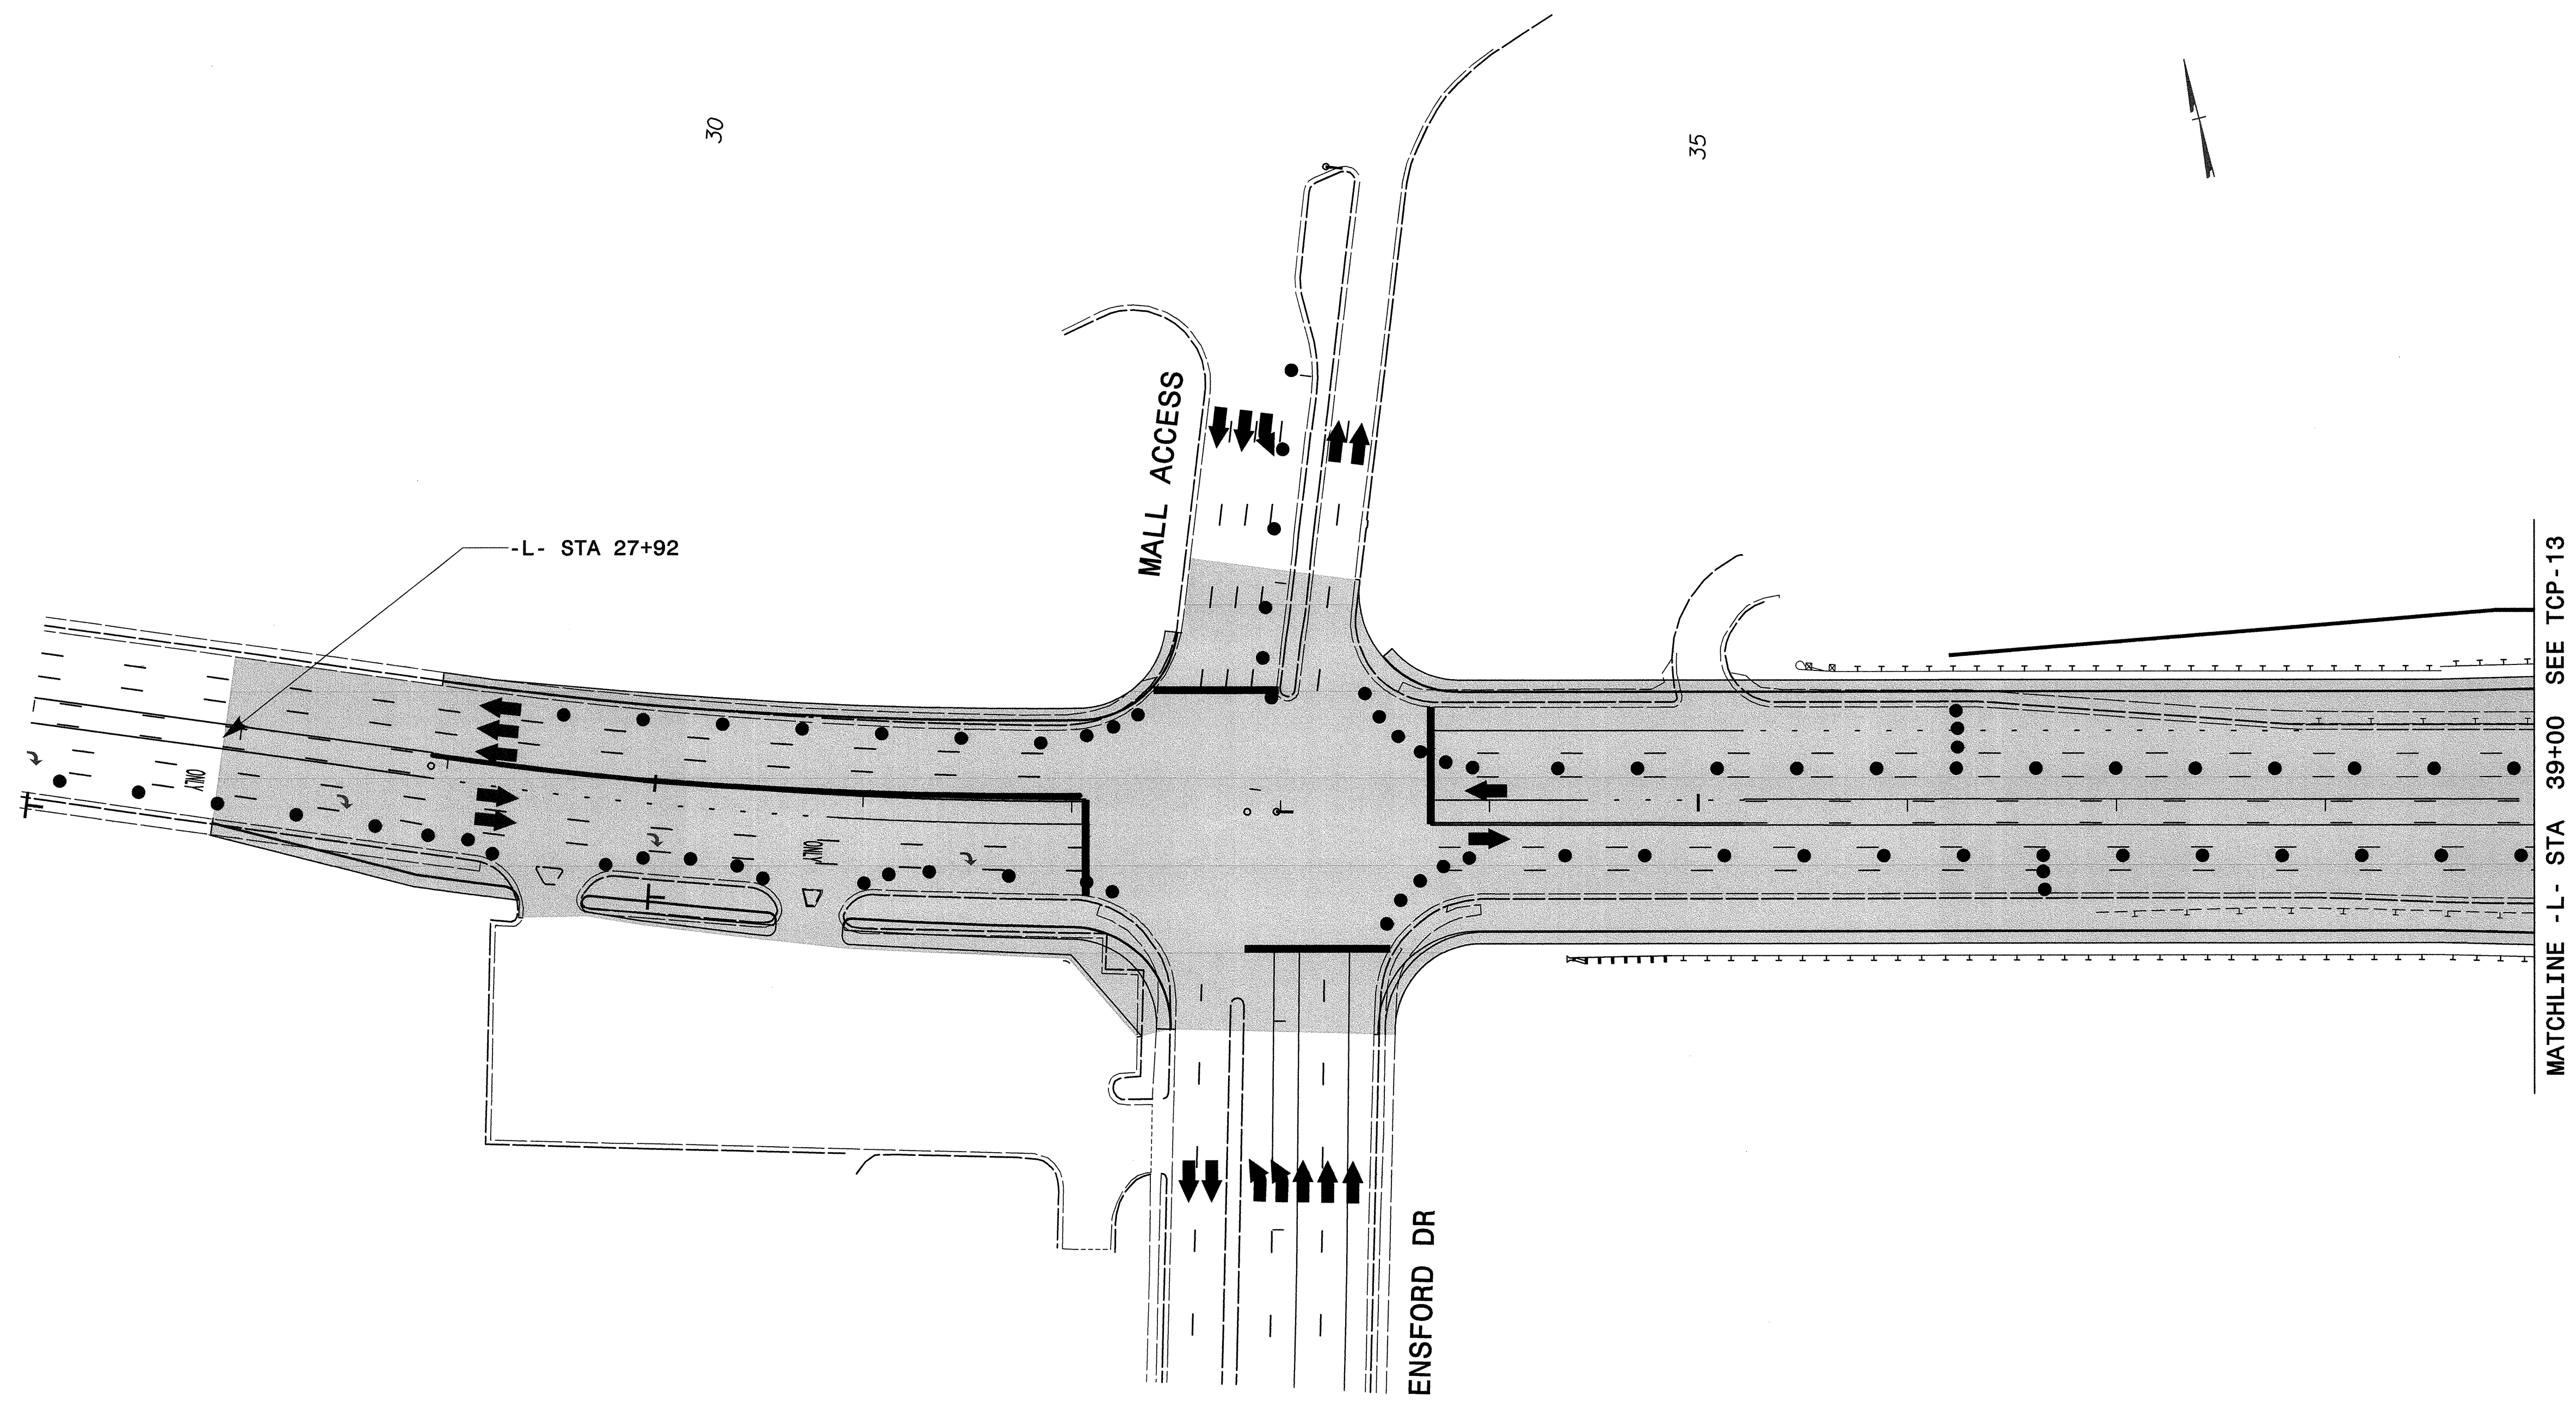 30
35
MALL ACCESS
-L- STA 27+92
ONLY
ONLY
ENSFORD DR
MATCHLINE -L- STA 39+00 SEE TCP-13